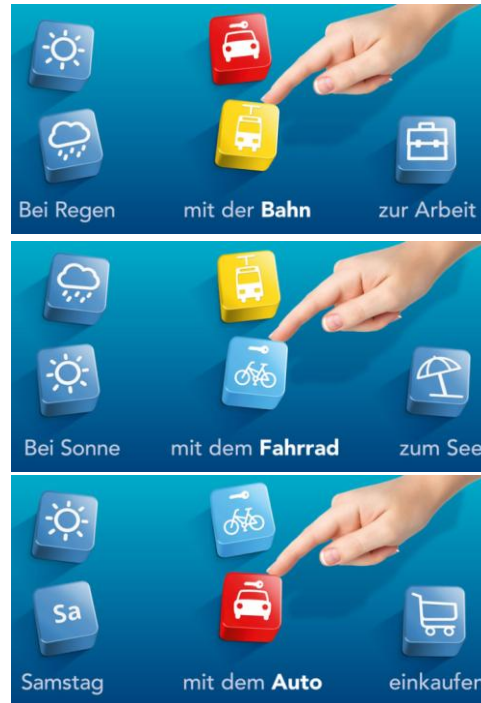 Bei Regen mit der Bahn zur Arbeit
Bei Sonne mit dem Fahrrad zum See
Sa
Samstag mit dem Auto einkaufen